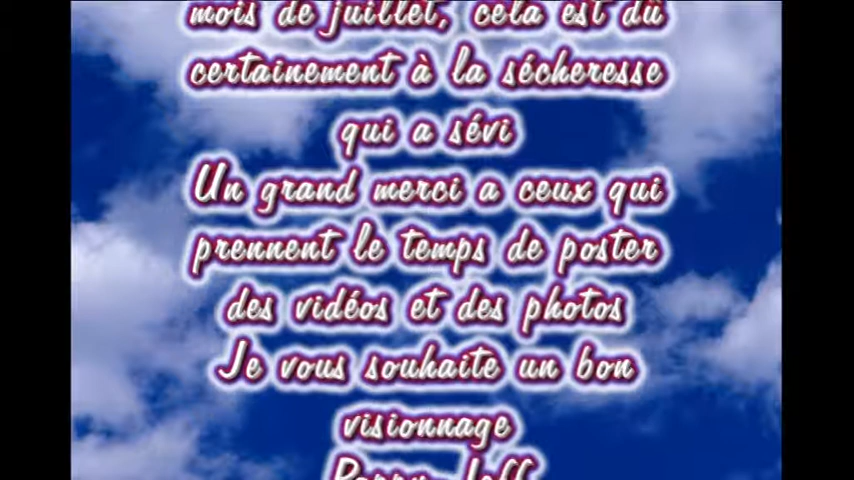 mois de juillet, cela est dû
certainement à la sécheresse
qui a sévi
Un grand merci a ceux qui
prennent le temps de poster
des vidéos et des photos
Je vous souhaite un bon
visionnage